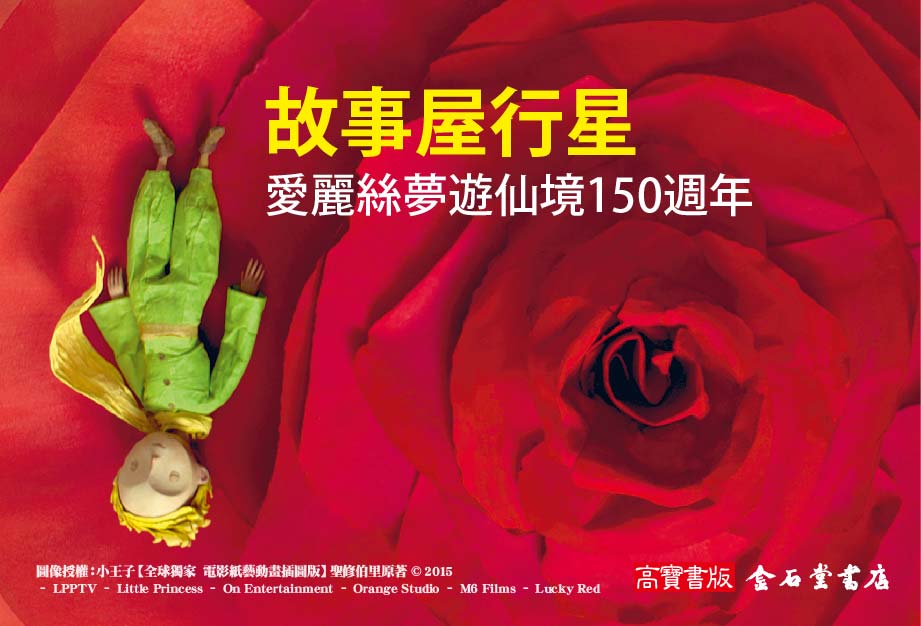 故事屋行星
愛麗絲夢遊仙境150週年
圖像授權：小王子【全球獨家 電影紙藝動畫插圖版】聖修伯里原著 © 2015
- LPPTV - Little Princess - On Entertainment - Orange Studio - M6 Films - Lucky Red
高寶書版 金石堂書店